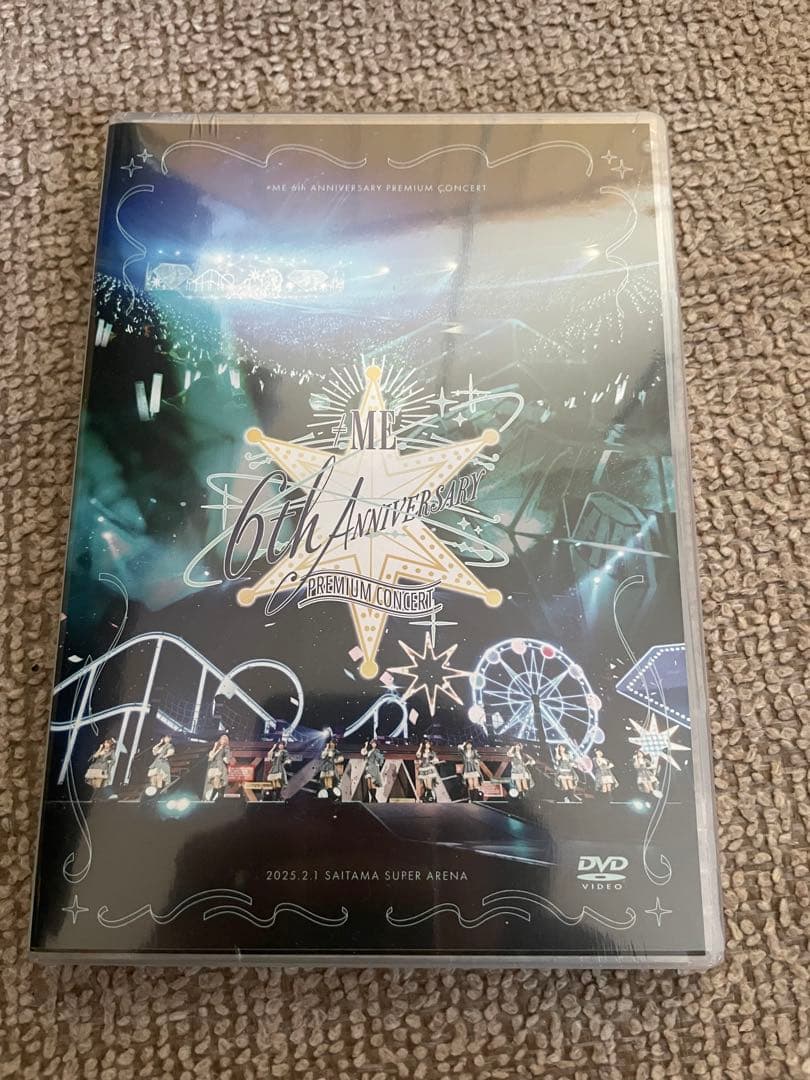 ≠ME 6th ANNIVERSARY PREMIUM CONCERT
≠ME
6th ANNIVERSARY
PREMIUM CONCERT
2025.2.1 SAITAMA SUPER ARENA
DVD
VIDEO